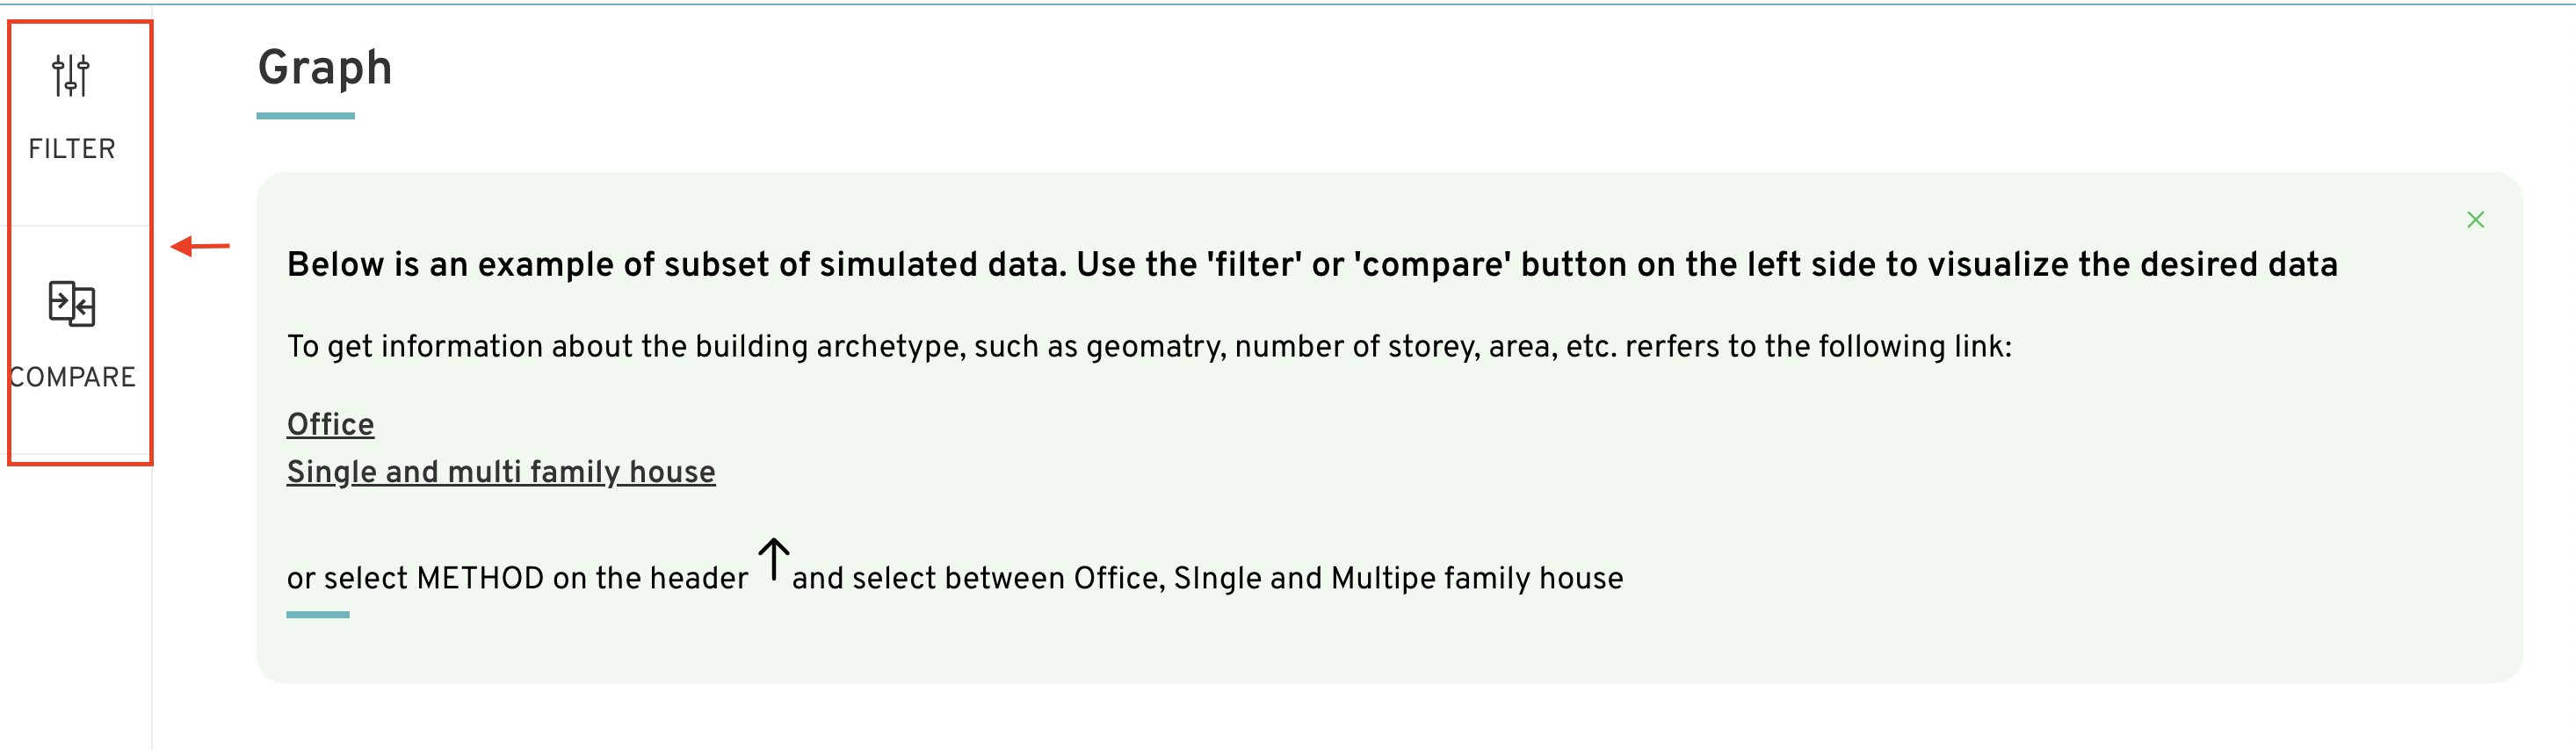 FILTER
COMPARE
Graph
Below is an example of subset of simulated data. Use the 'filter' or 'compare' button on the left side to visualize the desired data
To get information about the building archetype, such as geomatry, number of storey, area, etc. rerfers to the following link:
Office
Single and multi family house
or select METHOD on the header ↑ and select between Office, SIngle and Multipe family house